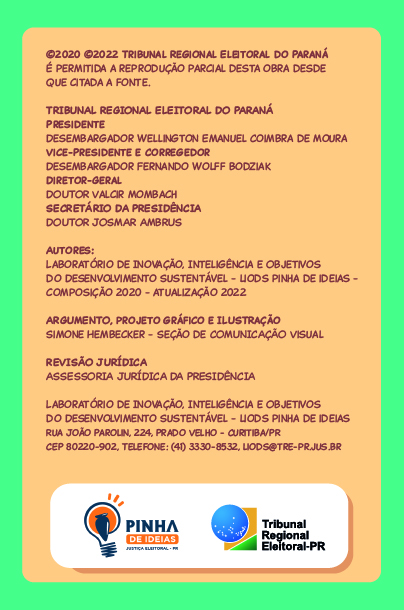 ©2020 ©2022 TRIBUNAL REGIONAL ELEITORAL DO PARANÁ
É PERMITIDA A REPRODUÇÃO PARCIAL DESTA OBRA DESDE
QUE CITADA A FONTE.
TRIBUNAL REGIONAL ELEITORAL DO PARANÁ
PRESIDENTE
DESEMBARGADOR WELLINGTON EMANUEL COIMBRA DE MOURA
VICE-PRESIDENTE E CORREGEDOR
DESEMBARGADOR FERNANDO WOLFF BODZIAK
DIRETOR-GERAL
DOUTOR VALCIR MOMBACH
SECRETÁRIO DA PRESIDÊNCIA
DOUTOR JOSMAR AMBRUS
AUTORES:
LABORATÓRIO DE INOVAÇÃO, INTELIGÊNCIA E OBJETIVOS
DO DESENVOLVIMENTO SUSTENTÁVEL - LIODS PINHA DE IDEIAS -
COMPOSIÇÃO 2020 - ATUALIZAÇÃO 2022
ARGUMENTO, PROJETO GRÁFICO E ILUSTRAÇÃO
SIMONE HEMBECKER - SEÇÃO DE COMUNICAÇÃO VISUAL
REVISÃO JURÍDICA
ASSESSORIA JURÍDICA DA PRESIDÊNCIA
LABORATÓRIO DE INOVAÇÃO, INTELIGÊNCIA E OBJETIVOS
DO DESENVOLVIMENTO SUSTENTÁVEL - LIODS PINHA DE IDEIAS
RUA JOÃO PAROLIN, 224, PRADO VELHO - CURITIBA/PR
CEP 80220-902, TELEFONE: (41) 3330-8532, LIODS@TRE-PR.JUS.BR
PINHA
DE IDEIAS
JUSTIÇA ELEITORAL - PR
Tribunal
Regional
Eleitoral-PR